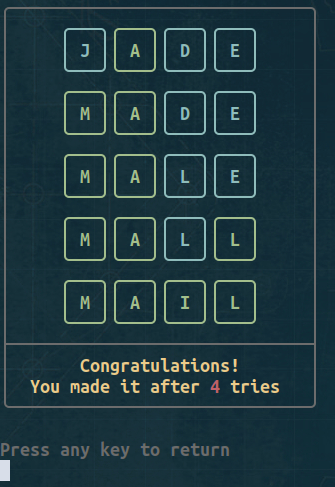 J A D E
M A D E
M A L E
M A L L
M A I L
Congratulations!
You made it after 4 tries
Press any key to return